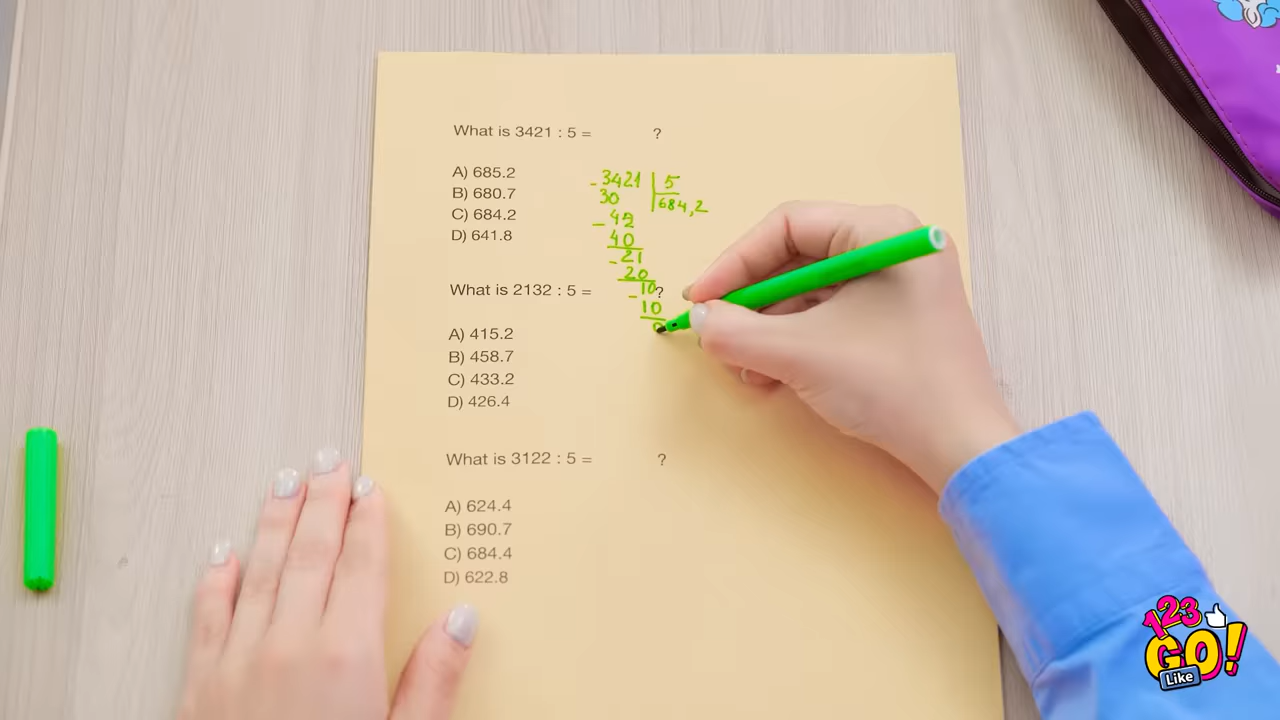 What is 3421 : 5 = ?
A) 685.2
B) 680.7
C) 684.2
D) 641.8
- 3421 | 5
30 | 684,2
- 42
40
- 21
20
10
- 10
0
What is 2132 : 5 = ?
A) 415.2
B) 458.7
C) 433.2
D) 426.4
What is 3122 : 5 = ?
A) 624.4
B) 690.7
C) 684.4
D) 622.8
123
GO!
Like